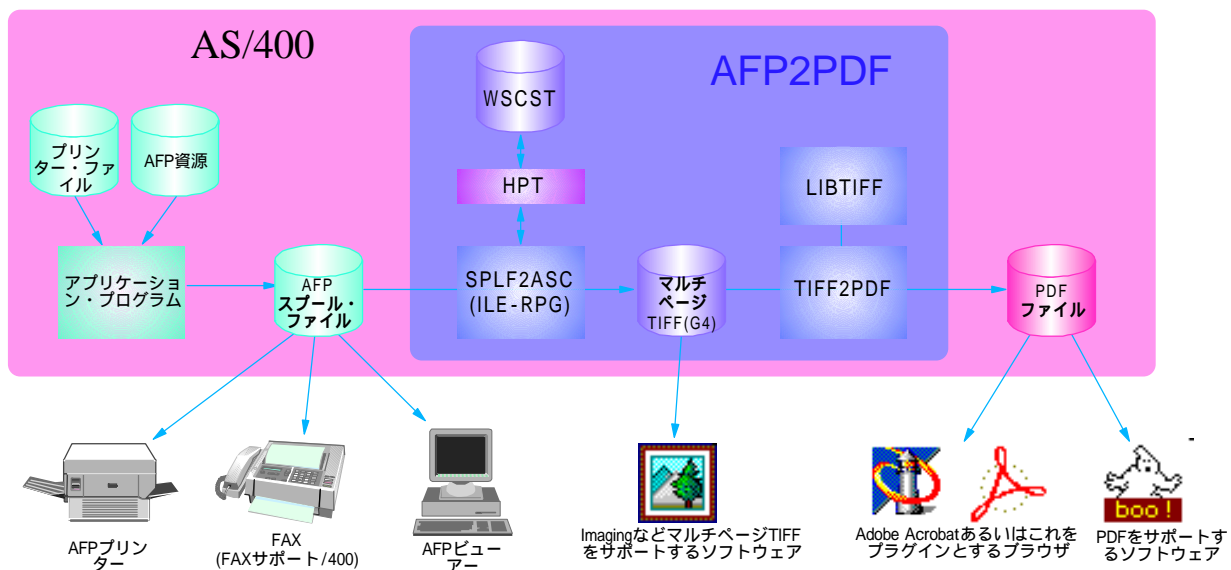 AS/400
AFP2PDF
WSCST
プリン
ター・ファ
イル
AFP資源
HPT
LIBTIFF
アプリケーショ
ン・プログラム
AFP
スプール・
ファイル
SPLF2ASC
(ILE-RPG)
マルチ
ページ
TIFF(G4)
TIFF2PDF
PDF
ファイル
boo!
AFPプリン
ター
FAX
(FAXサポート/400)
AFPビュー
アー
ImagingなどマルチページTIFF
をサポートするソフトウェア
Adobe Acrobatあるいはこれを
プラグインとするブラウザ
PDFをサポートす
るソフトウェア